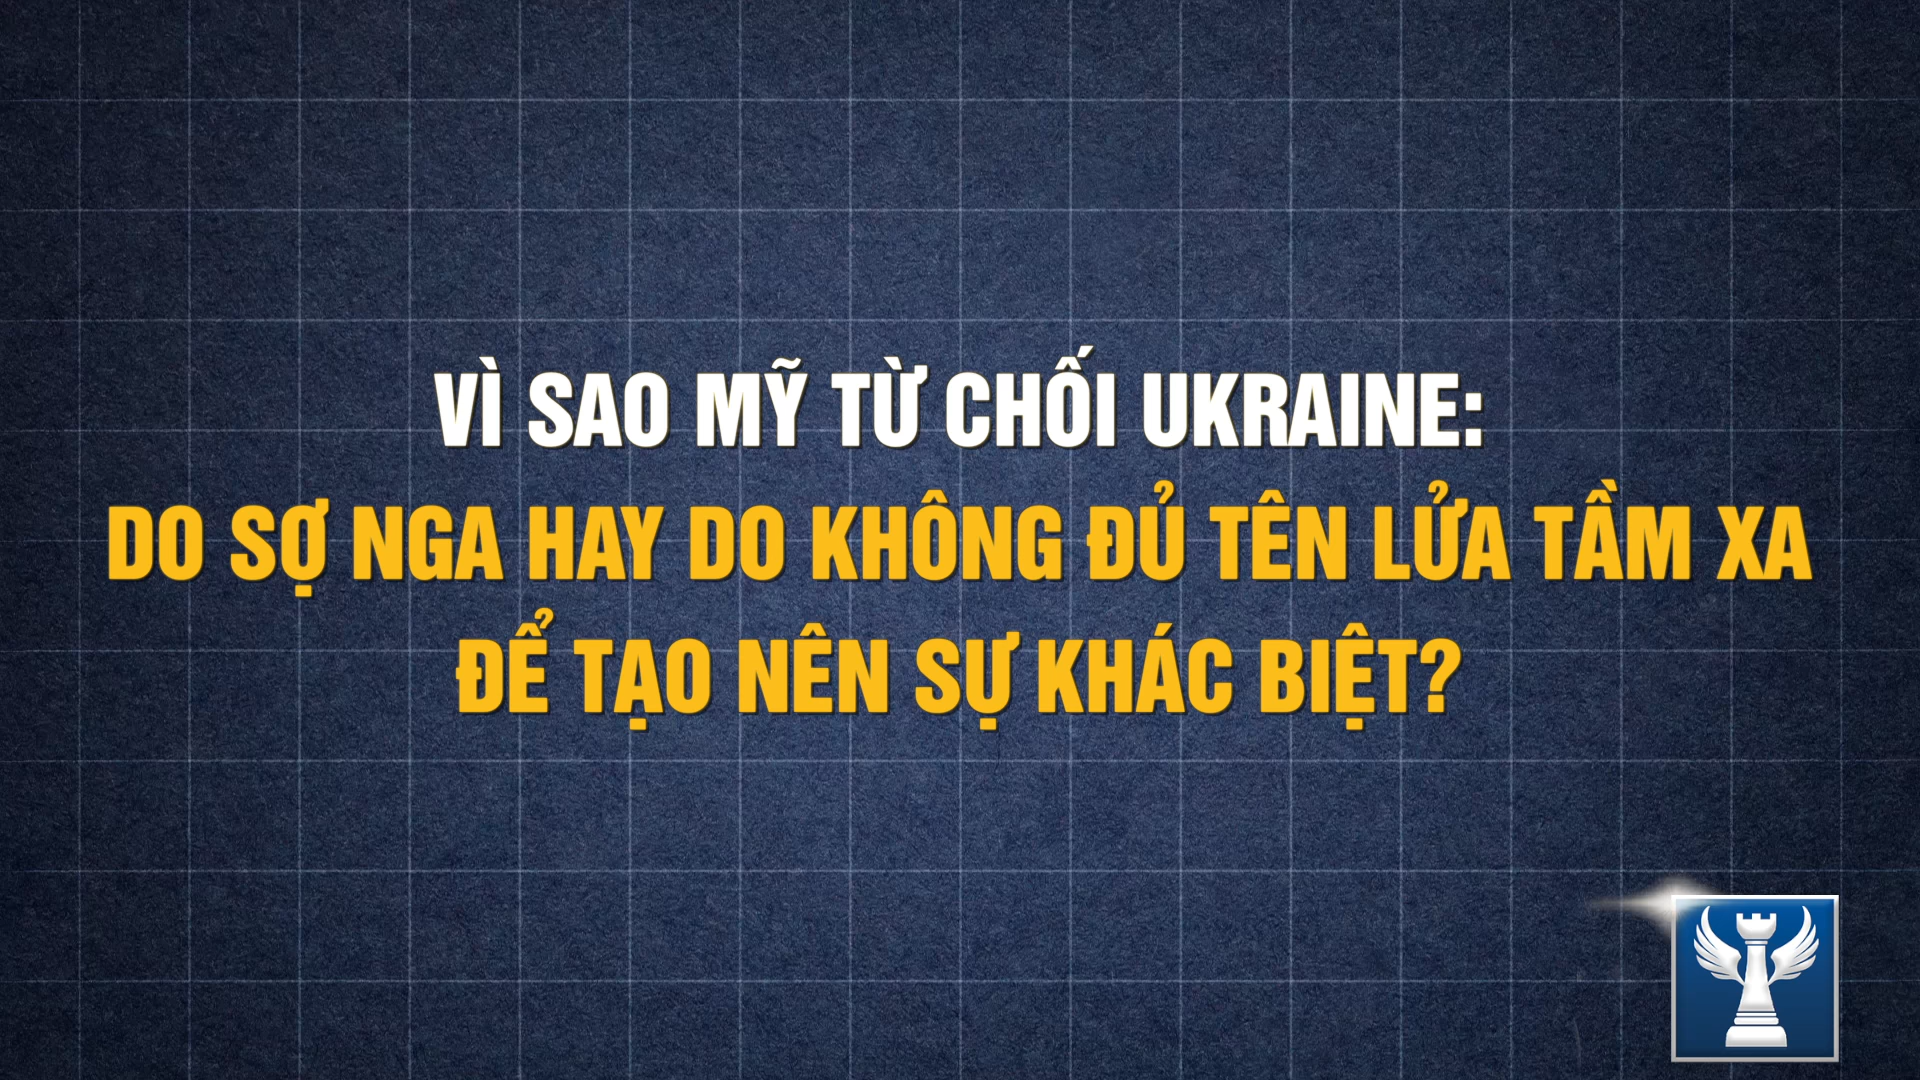 VÌ SAO MỸ TỪ CHỐI UKRAINE:
DO SỢ NGA HAY DO KHÔNG ĐỦ TÊN LỬA TẦM XA
ĐỂ TẠO NÊN SỰ KHÁC BIỆT?